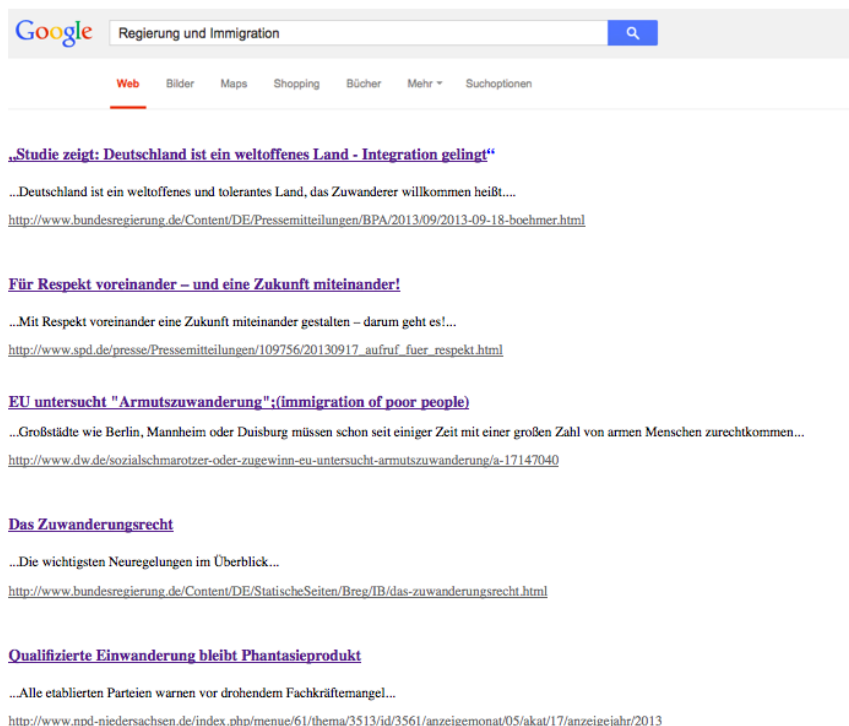 Google Regierung und Immigration
Web Bilder Maps Shopping Bücher Mehr Suchoptionen
„Studie zeigt: Deutschland ist ein weltoffenes Land - Integration gelingt“
...Deutschland ist ein weltoffenes und tolerantes Land, das Zuwanderer willkommen heißt....
http://www.bundesregierung.de/Content/DE/Pressemitteilungen/BPA/2013/09/2013-09-18-boehmer.html
Für Respekt voreinander – und eine Zukunft miteinander!
...Mit Respekt voreinander eine Zukunft miteinander gestalten – darum geht es!...
http://www.spd.de/presse/Pressemitteilungen/109756/20130917_aufruf_fuer_respekt.html
EU untersucht "Armutszuwanderung";(immigration of poor people)
...Großstädte wie Berlin, Mannheim oder Duisburg müssen schon seit einiger Zeit mit einer großen Zahl von armen Menschen zurechtkommen...
http://www.dw.de/sozialschmarotzer-oder-zugewinn-eu-untersucht-armutszuwanderung/a-17147040
Das Zuwanderungsrecht
...Die wichtigsten Neuregelungen im Überblick...
http://www.bundesregierung.de/Content/DE/StatischeSeiten/Breg/IB/das-zuwanderungsrecht.html
Qualifizierte Einwanderung bleibt Phantasieprodukt
...Alle etablierten Parteien warnen vor drohendem Fachkräftemangel...
http://www.npd-niedersachsen.de/index.php/menue/61/thema/3513/id/3561/anzeigemonat/05/akat/17/anzeigejahr/2013